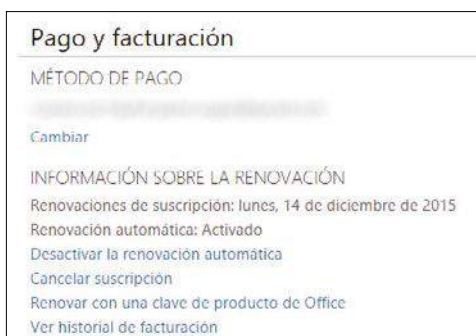 Pago y facturación
MÉTODO DE PAGO
Cambiar
INFORMACIÓN SOBRE LA RENOVACIÓN
Renovaciones de suscripción: lunes, 14 de diciembre de 2015
Renovación automática: Activado
Desactivar la renovación automática
Cancelar suscripción
Renovar con una clave de producto de Office
Ver historial de facturación